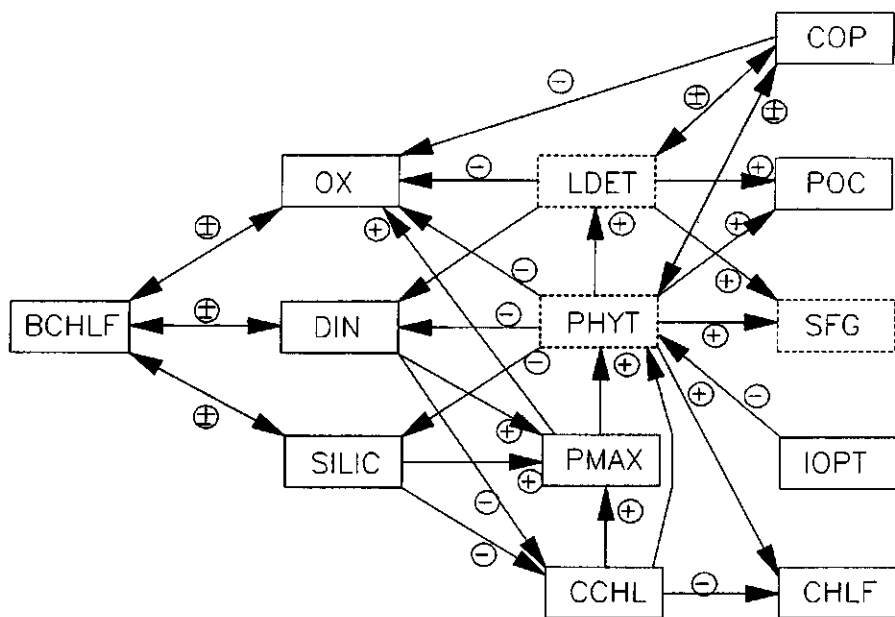 COP
⊖
⊕
±
±
OX
⊖
LDET
⊕
POC
±
⊕
⊖
⊕
⊕
⊕
BCHLF
±
DIN
⊖
PHYT
⊕
SFG
⊖
⊕
⊕
⊖
±
⊕
SILIC
⊕
PMAX
IOPT
⊖
⊕
⊖
CCHL
⊖
CHLF